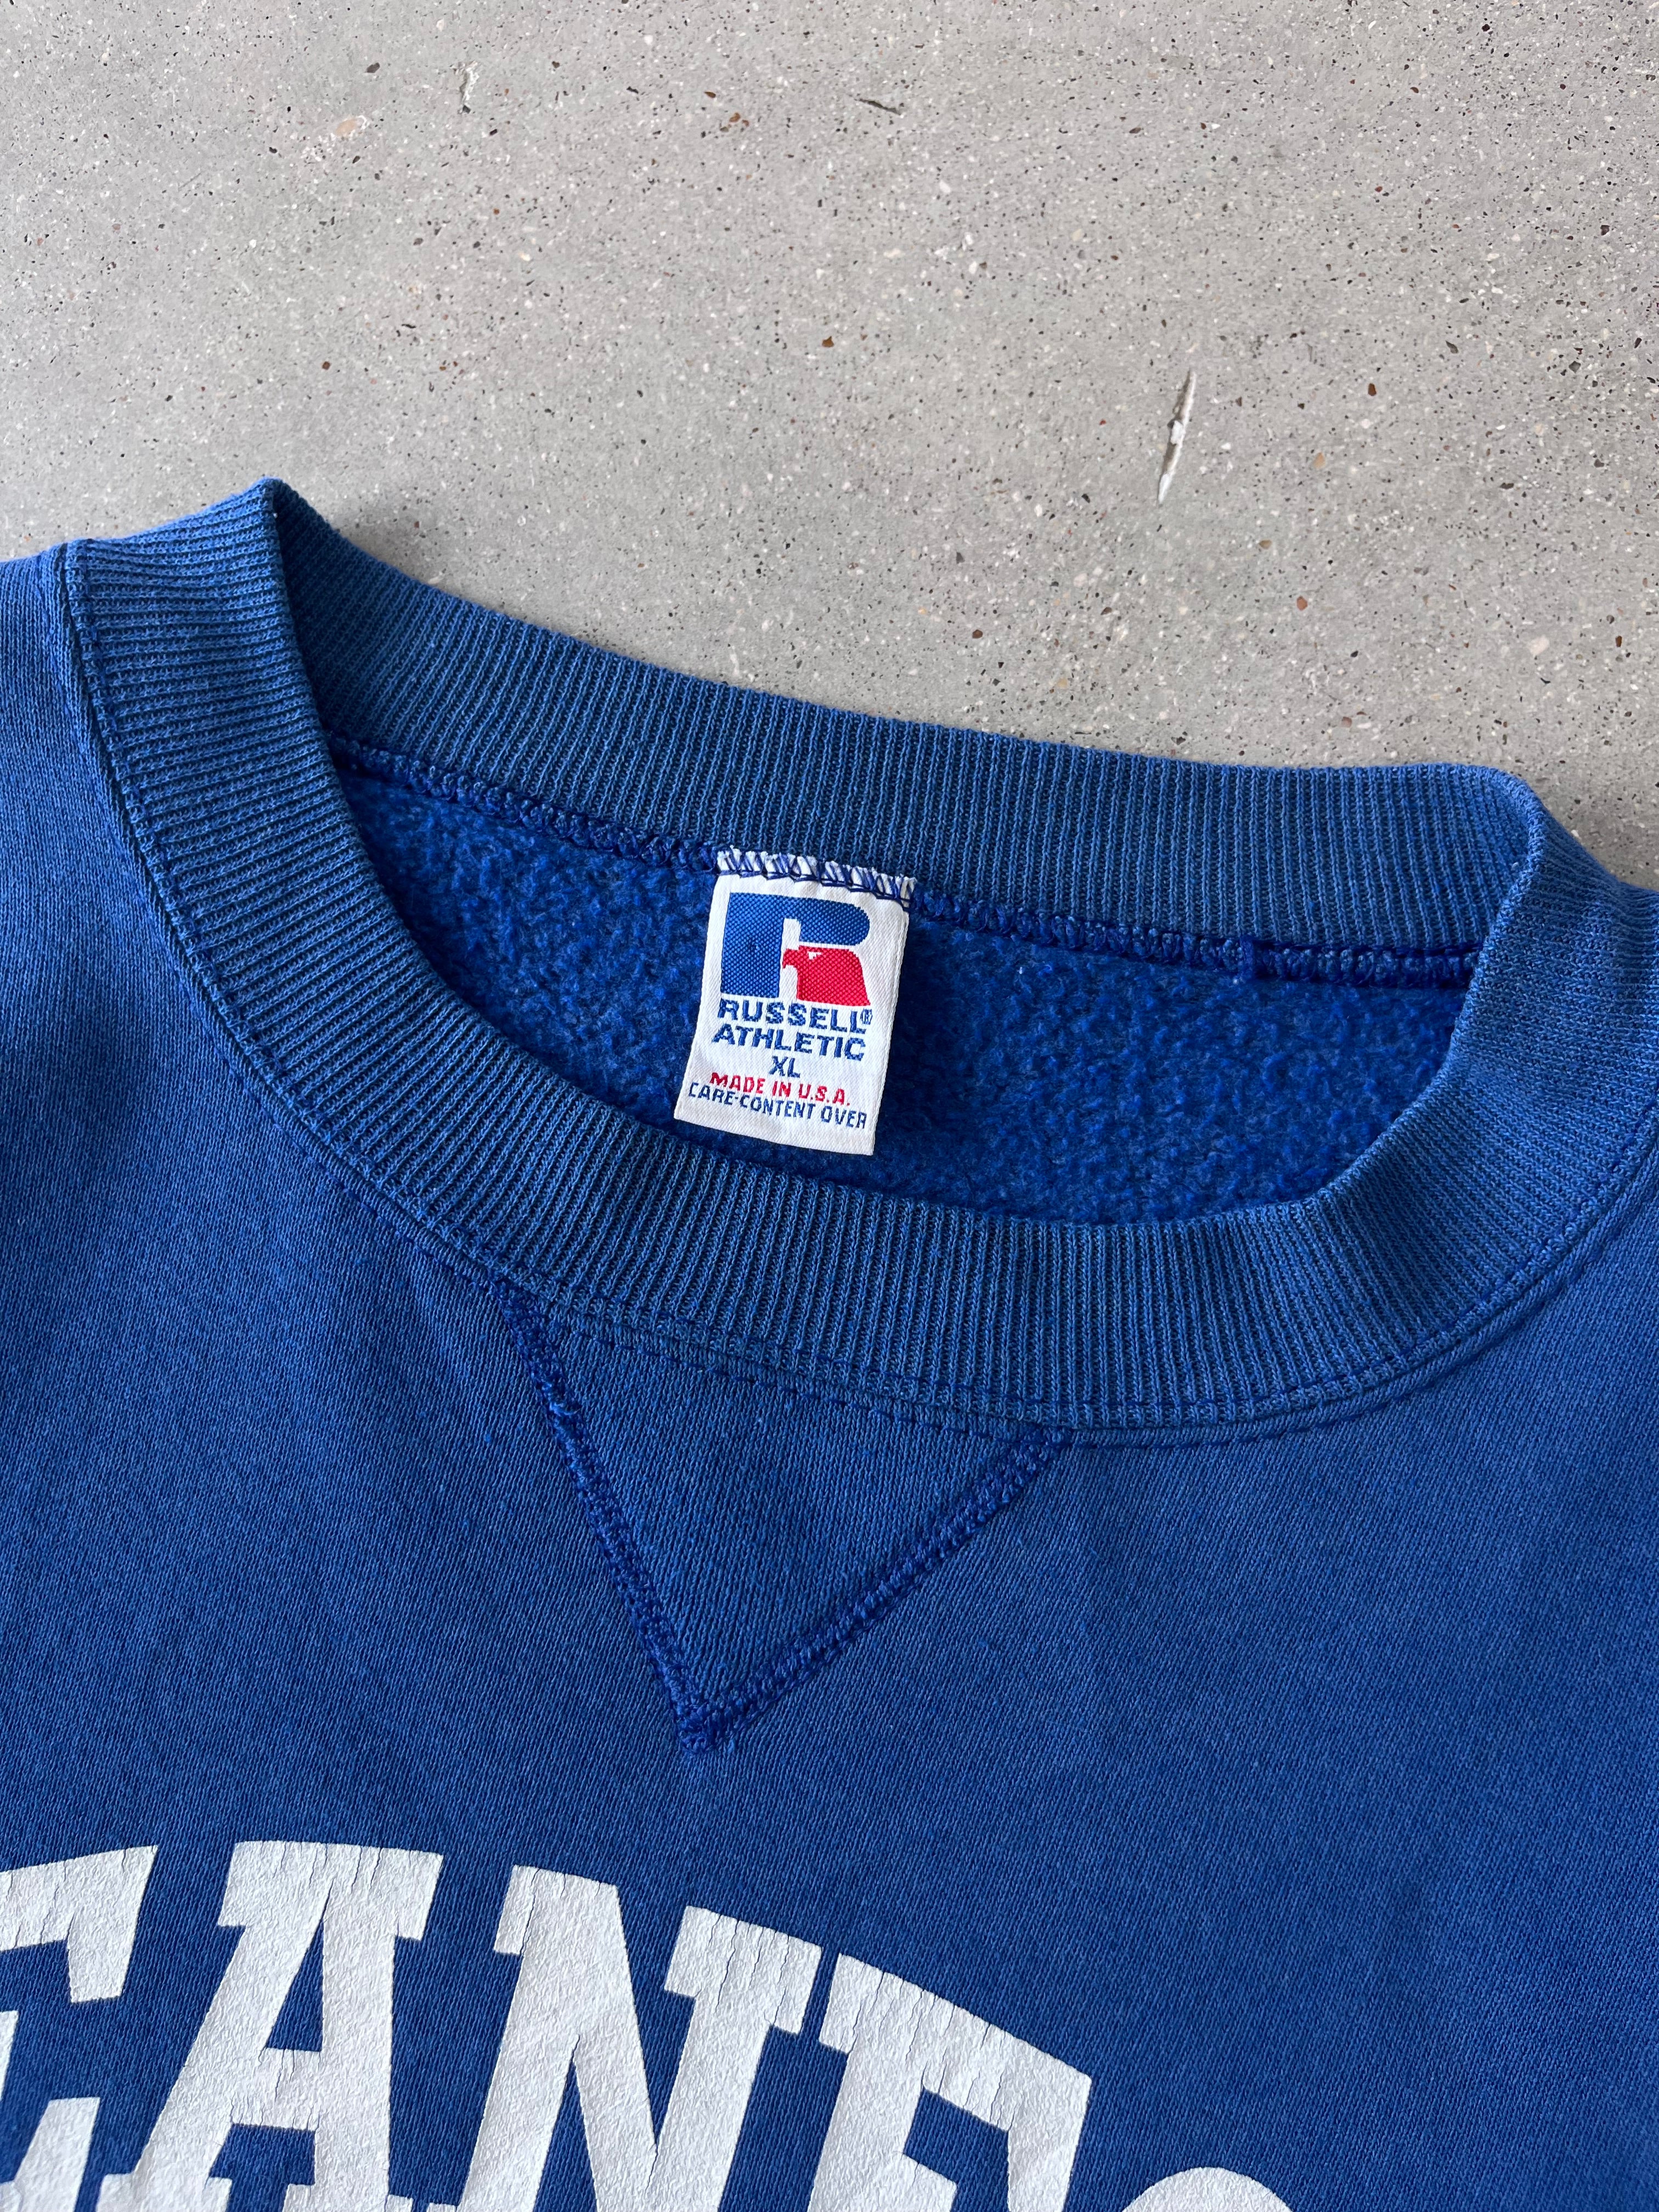 RUSSELL®
ATHLETIC
XL
MADE IN U.S.A.
CARE-CONTENT OVER